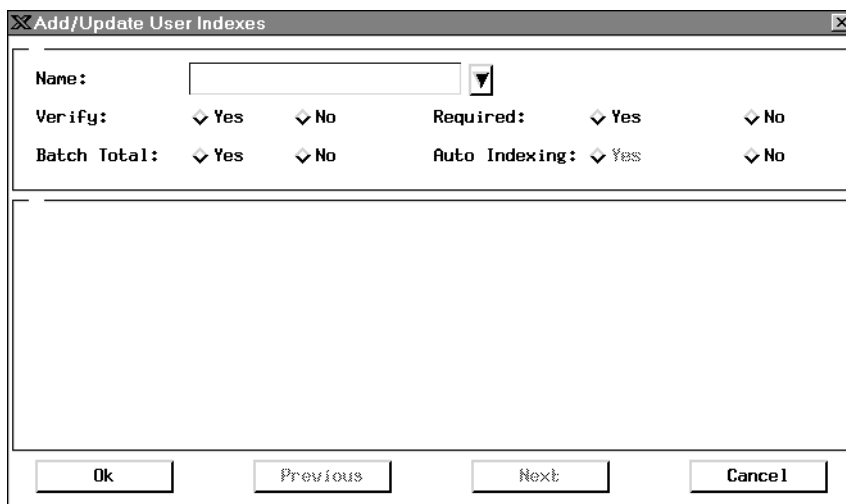 Add/Update User Indexes
Name:
Verify: Yes No Required: Yes No
Batch Total: Yes No Auto Indexing: Yes No
Ok Previous Next Cancel